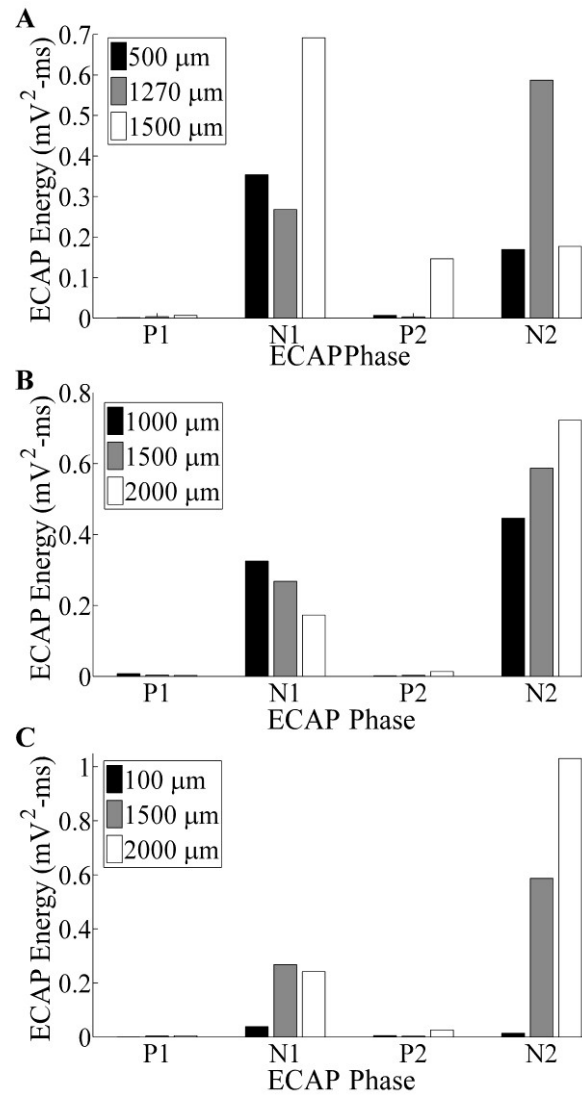 A
ECAP Energy (mV²-ms)
0.7
0.6
0.5
0.4
0.3
0.2
0.1
0
500 μm
1270 μm
1500 μm
P1 N1 P2 N2
ECAP Phase
B
ECAP Energy (mV²-ms)
0.8
0.6
0.4
0.2
0
1000 μm
1500 μm
2000 μm
P1 N1 P2 N2
ECAP Phase
C
ECAP Energy (mV²-ms)
1
0.8
0.6
0.4
0.2
0
100 μm
1500 μm
2000 μm
P1 N1 P2 N2
ECAP Phase